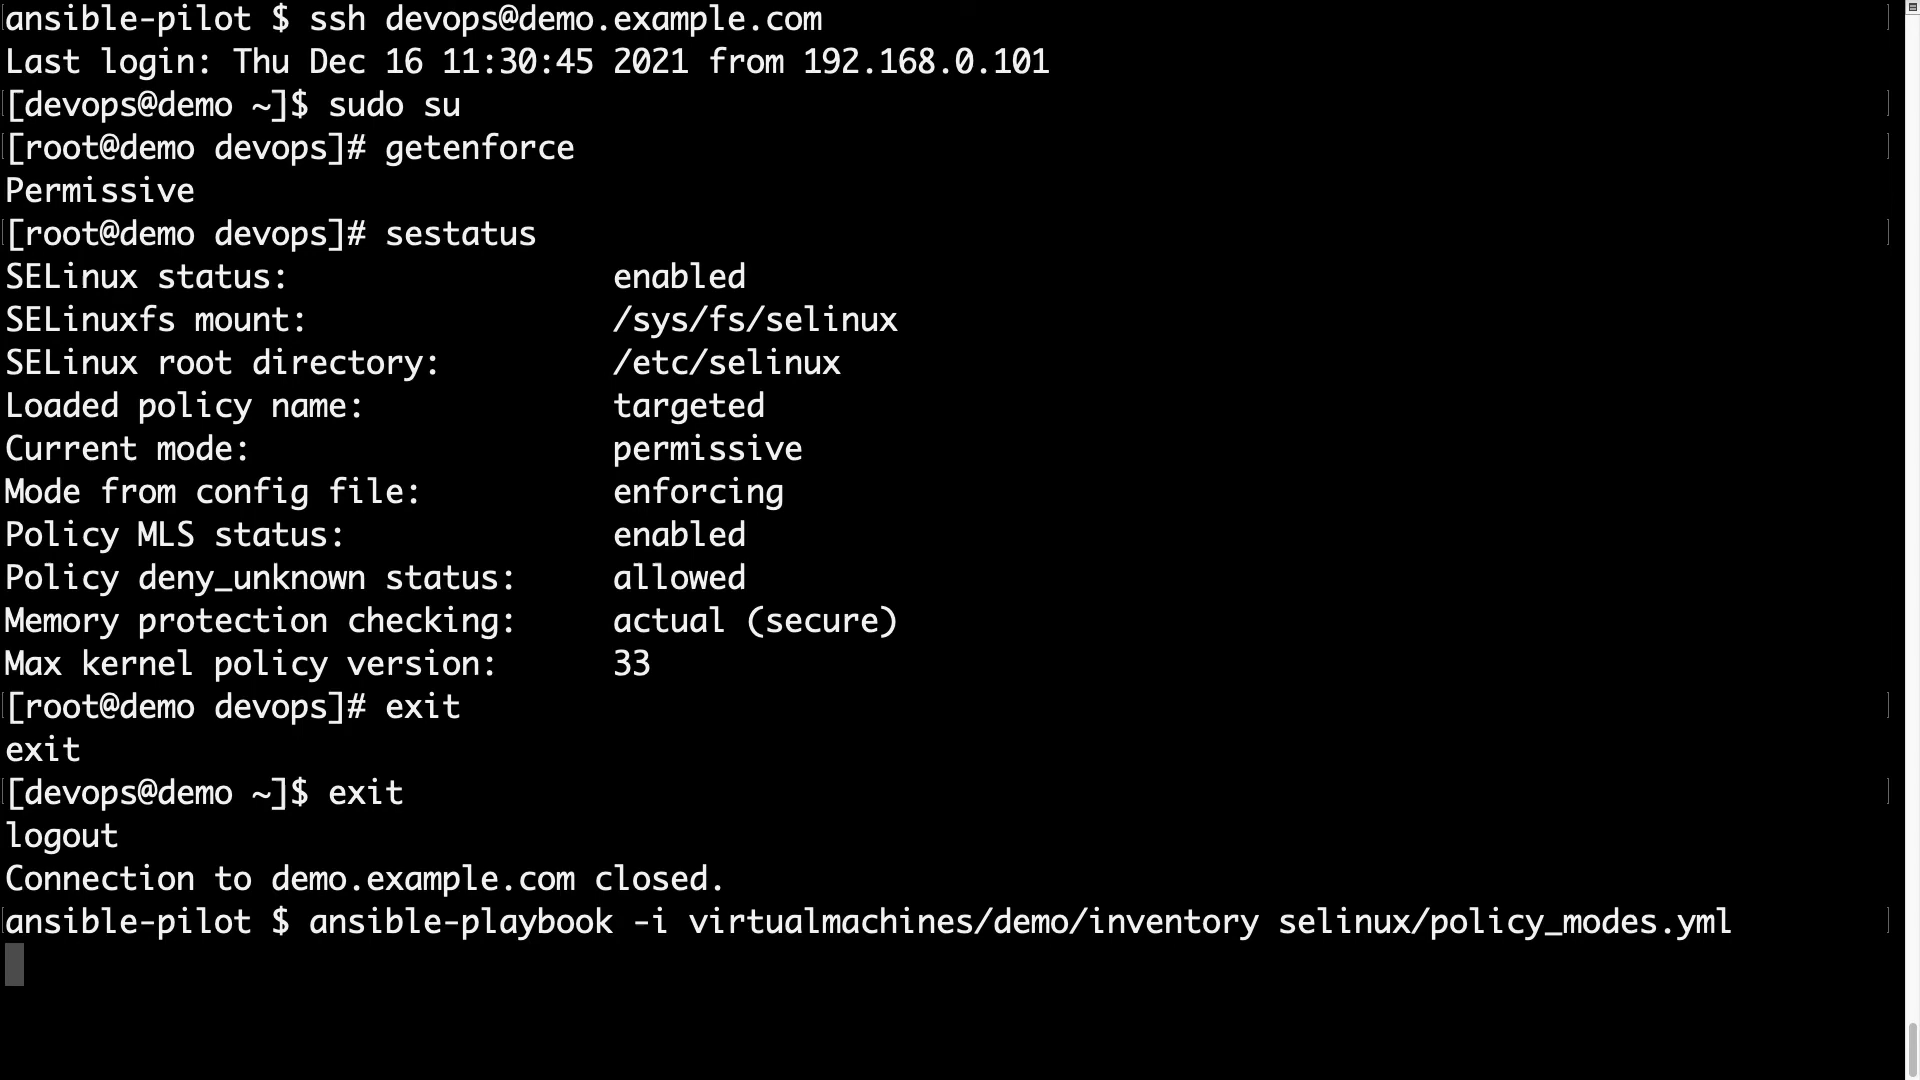 ansible-pilot $ ssh devops@demo.example.com
Last login: Thu Dec 16 11:30:45 2021 from 192.168.0.101
[devops@demo ~]$ sudo su
[root@demo devops]# getenforce
Permissive
[root@demo devops]# sestatus
SELinux status:                 enabled
SELinuxfs mount:                /sys/fs/selinux
SELinux root directory:         /etc/selinux
Loaded policy name:             targeted
Current mode:                   permissive
Mode from config file:          enforcing
Policy MLS status:              enabled
Policy deny_unknown status:     allowed
Memory protection checking:     actual (secure)
Max kernel policy version:      33
[root@demo devops]# exit
exit
[devops@demo ~]$ exit
logout
Connection to demo.example.com closed.
ansible-pilot $ ansible-playbook -i virtualmachines/demo/inventory selinux/policy_modes.yml